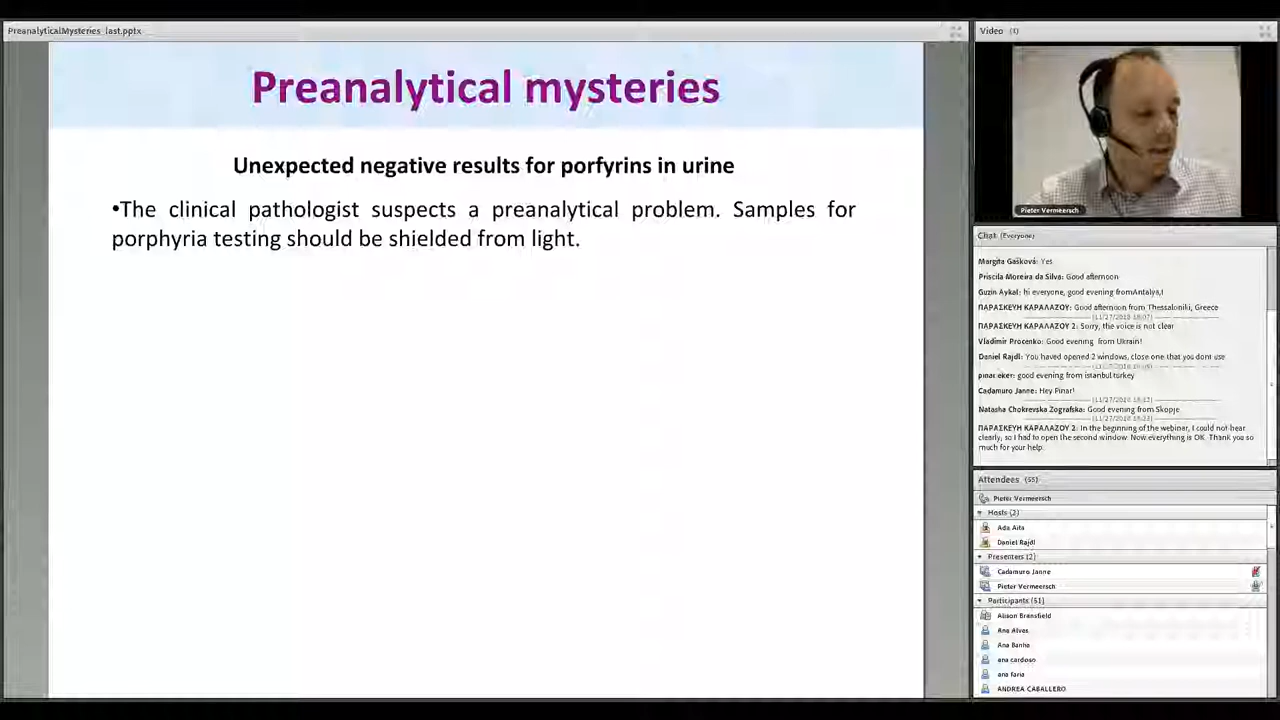 PreanalyticalMysteries_last.pptx
Preanalytical mysteries
Unexpected negative results for porfyrins in urine
•The clinical pathologist suspects a preanalytical problem. Samples for
porphyria testing should be shielded from light.
Video (1)
Pieter Vermeersch
Chat (Everyone)
Margita Gašková: Yes
Priscila Moreira da Silva: Good afternoon
Guzin Aykal: hi everyone, good evening fromAntalya,!
ΠΑΡΑΣΚΕΥΗ ΚΑΡΑΛΑΖΟΥ: Good afternoon from Thessaloniki, Greece
ΠΑΡΑΣΚΕΥΗ ΚΑΡΑΛΑΖΟΥ 2: Sorry, the voice is not clear
Vladimir Procenko: Good evening from Ukrain!
Daniel Rajdl: You haved opened 2 windows, close one that you dont use
pınar eker: good evening from istanbul turkey
Cadamuro Janne: Hey Pinar!
Natasha Chokrevska Zografska: Good evening from Skopje
ΠΑΡΑΣΚΕΥΗ ΚΑΡΑΛΑΖΟΥ 2: In the beginning of the webinar, I could not hear
clearly, so I had to open the second window. Now everything is OK. Thank you so
much for your help.
Attendees (55)
Pieter Vermeersch
Hosts (2)
Ada Aita
Daniel Rajdl
Presenters (2)
Cadamuro Janne
Pieter Vermeersch
Participants (51)
Alison Bransfield
Ana Alves
Ana Banha
ana cardoso
ana faria
ANDREA CABALLERO